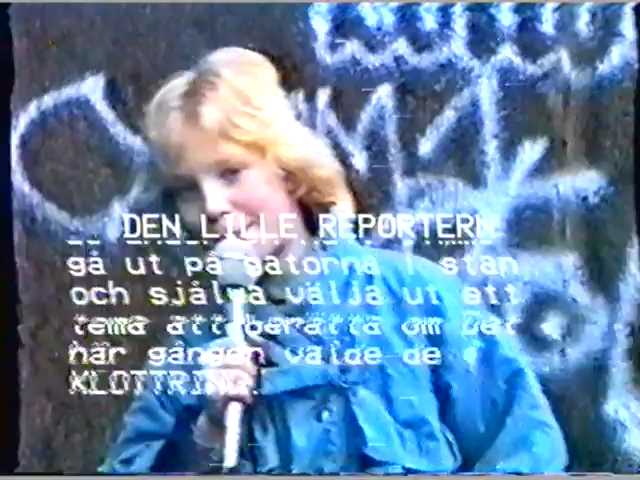 DEN LILLE REPORTERN
gå ut på gatorna i stan
och själva välja ut ett
tema att berätta om Det
här gången valde de
KLOTTRING.